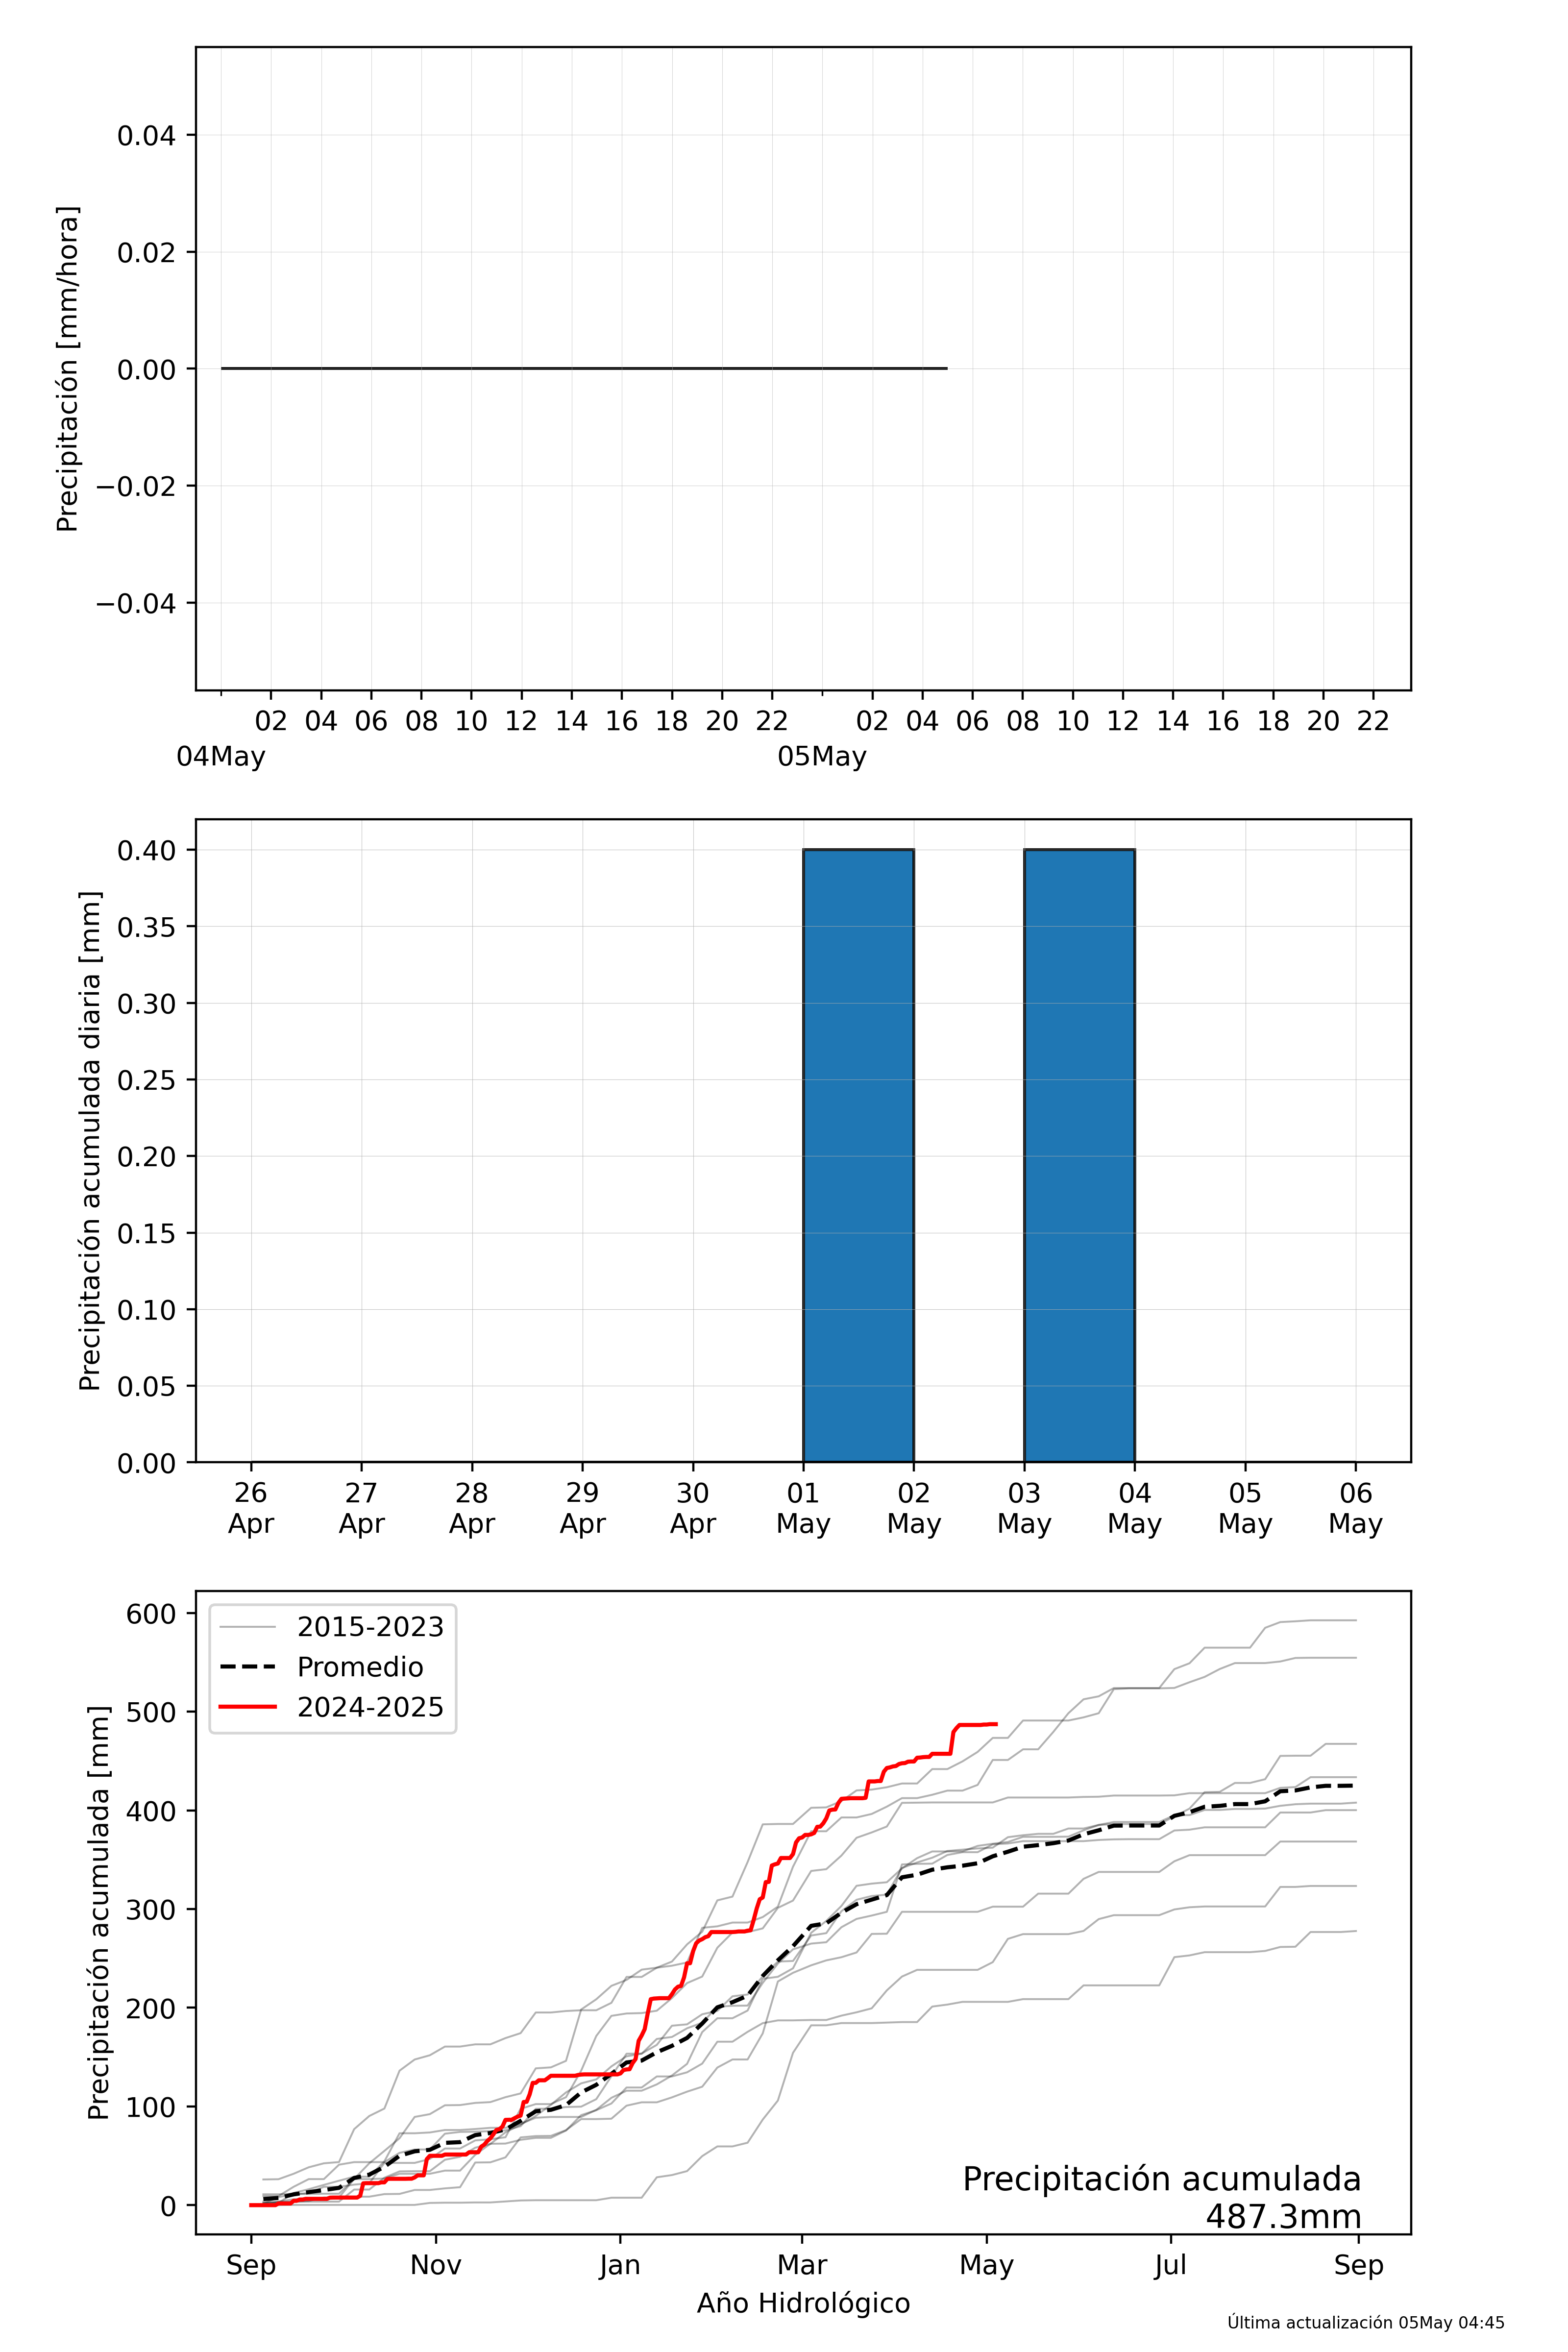 Precipitación [mm/hora]
0.04
0.02
0.00
−0.02
−0.04
02 04 06 08 10 12 14 16 18 20 22 02 04 06 08 10 12 14 16 18 20 22
04May 05May
Precipitación acumulada diaria [mm]
0.40
0.35
0.30
0.25
0.20
0.15
0.10
0.05
0.00
26 27 28 29 30 01 02 03 04 05 06
Apr Apr Apr Apr Apr May May May May May May
Precipitación acumulada [mm]
600
500
400
300
200
100
0
2015-2023
Promedio
2024-2025
Precipitación acumulada
487.3mm
Sep Nov Jan Mar May Jul Sep
Año Hidrológico
Última actualización 05May 04:45